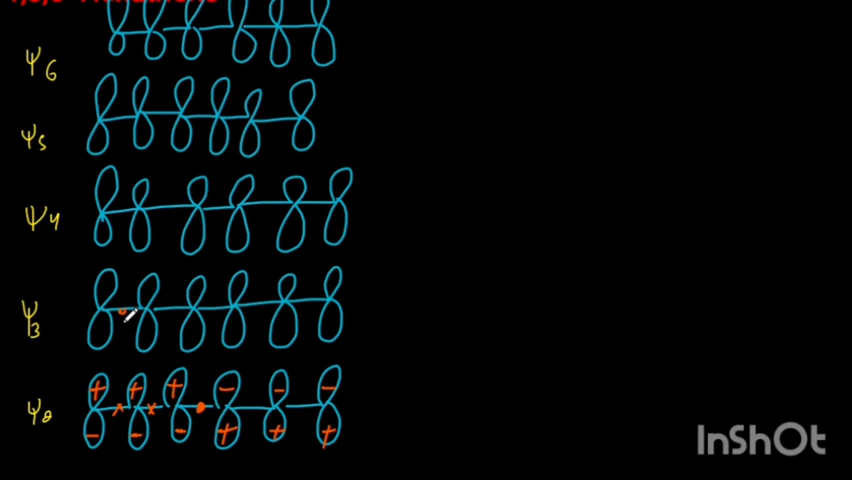 ψ6
ψ5
ψ4
ψ3
+ + + - - -
ψ2
- - - + + +
InShOt